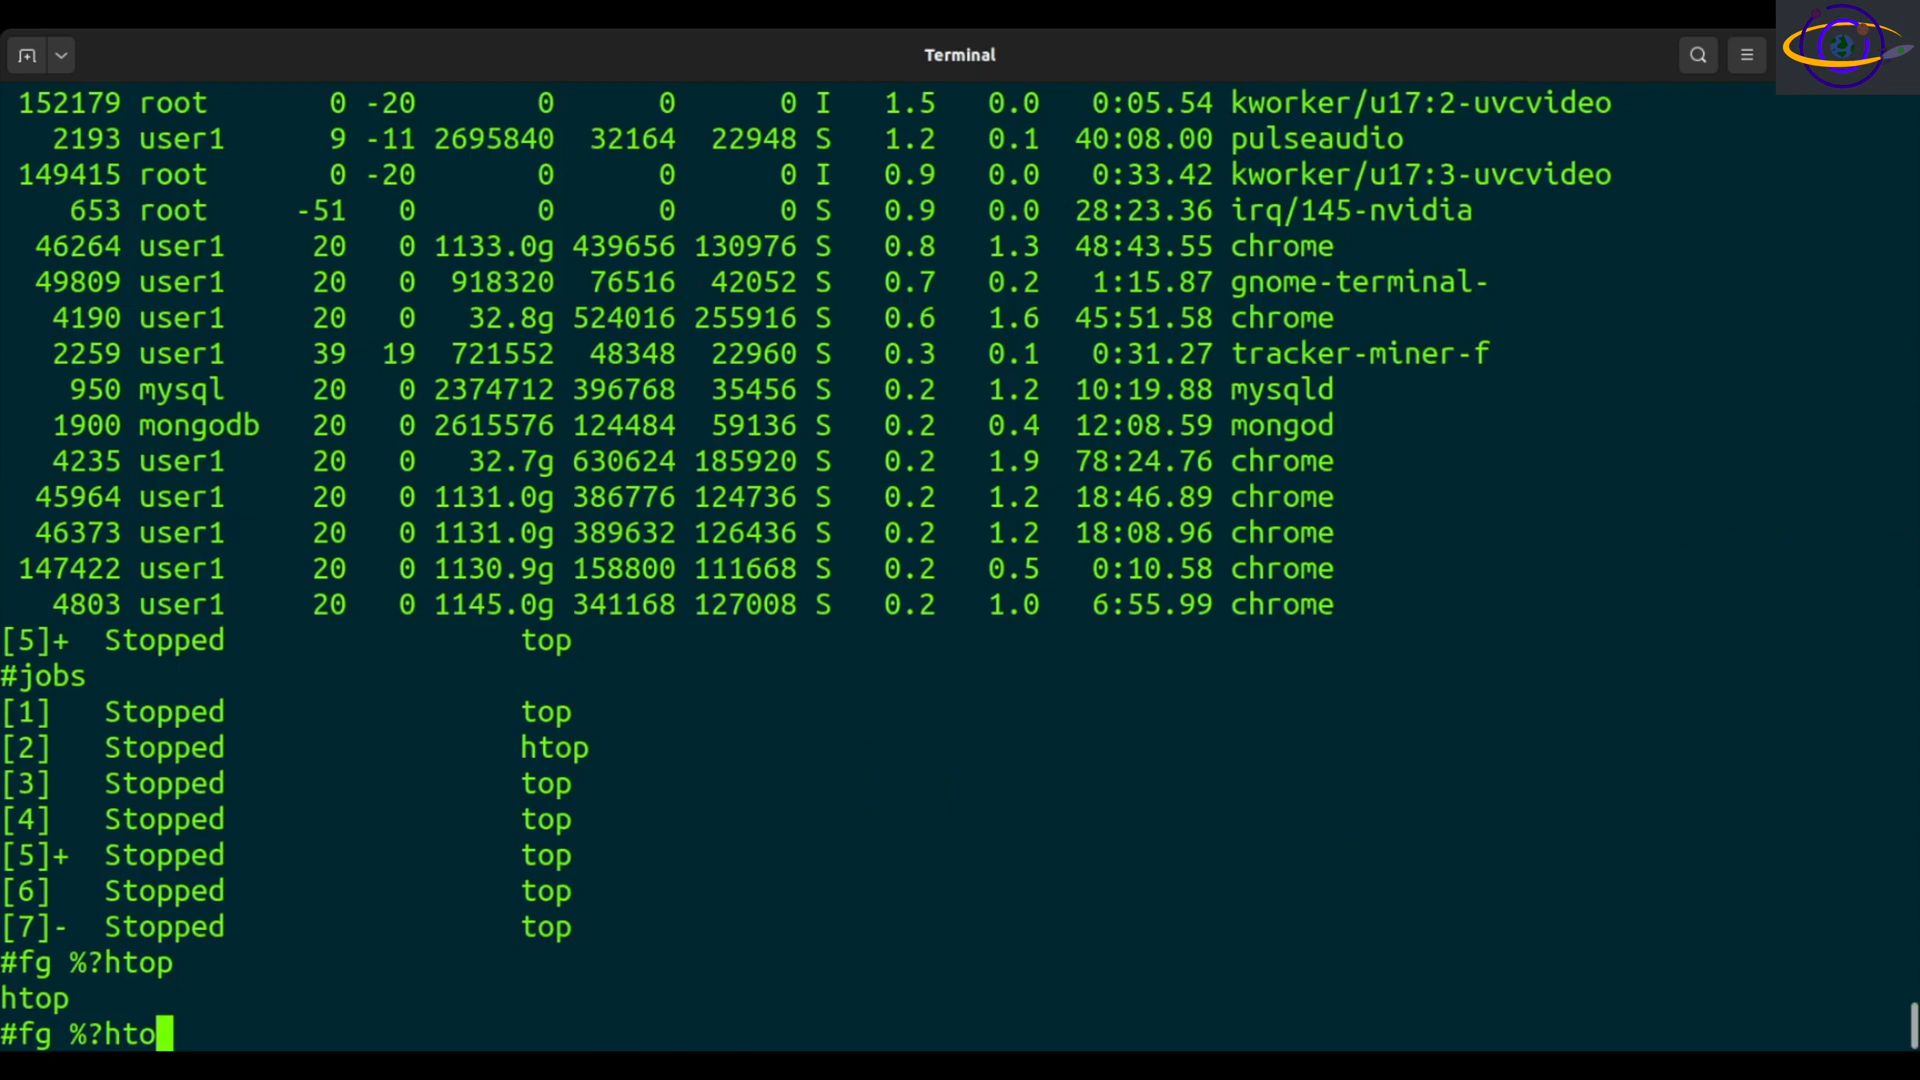 Terminal
152179 root 0 -20 0 0 0 I 1.5 0.0 0:05.54 kworker/u17:2-uvcvideo
2193 user1 9 -11 2695840 32164 22948 S 1.2 0.1 40:08.00 pulseaudio
149415 root 0 -20 0 0 0 I 0.9 0.0 0:33.42 kworker/u17:3-uvcvideo
653 root -51 0 0 0 0 S 0.9 0.0 28:23.36 irq/145-nvidia
46264 user1 20 0 1133.0g 439656 130976 S 0.8 1.3 48:43.55 chrome
49809 user1 20 0 918320 76516 42052 S 0.7 0.2 1:15.87 gnome-terminal-
4190 user1 20 0 32.8g 524016 255916 S 0.6 1.6 45:51.58 chrome
2259 user1 39 19 721552 48348 22960 S 0.3 0.1 0:31.27 tracker-miner-f
950 mysql 20 0 2374712 396768 35456 S 0.2 1.2 10:19.88 mysqld
1900 mongodb 20 0 2615576 124484 59136 S 0.2 0.4 12:08.59 mongod
4235 user1 20 0 32.7g 630624 185920 S 0.2 1.9 78:24.76 chrome
45964 user1 20 0 1131.0g 386776 124736 S 0.2 1.2 18:46.89 chrome
46373 user1 20 0 1131.0g 389632 126436 S 0.2 1.2 18:08.96 chrome
147422 user1 20 0 1130.9g 158800 111668 S 0.2 0.5 0:10.58 chrome
4803 user1 20 0 1145.0g 341168 127008 S 0.2 1.0 6:55.99 chrome
[5]+ Stopped top
#jobs
[1] Stopped top
[2] Stopped htop
[3] Stopped top
[4] Stopped top
[5]+ Stopped top
[6] Stopped top
[7]- Stopped top
#fg %?htop
htop
#fg %?hto